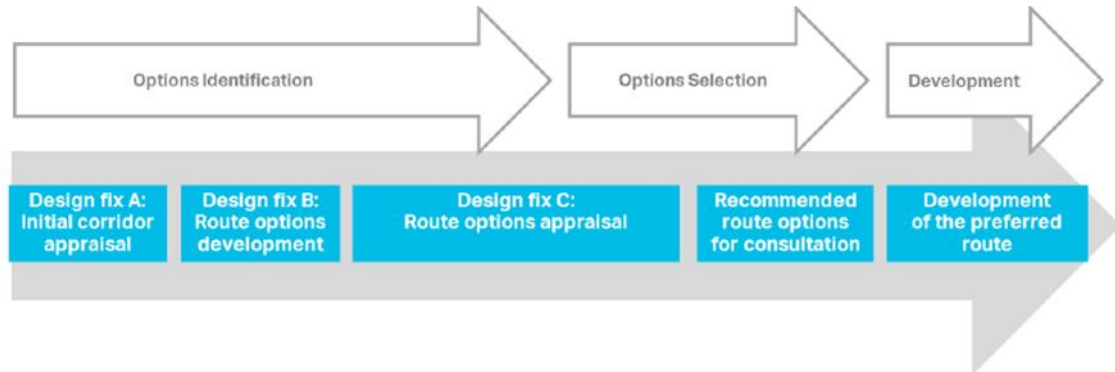 Options Identification
Options Selection
Development
Design fix A:
Initial corridor
appraisal
Design fix B:
Route options
development
Design fix C:
Route options appraisal
Recommended
route options
for consultation
Development
of the preferred
route